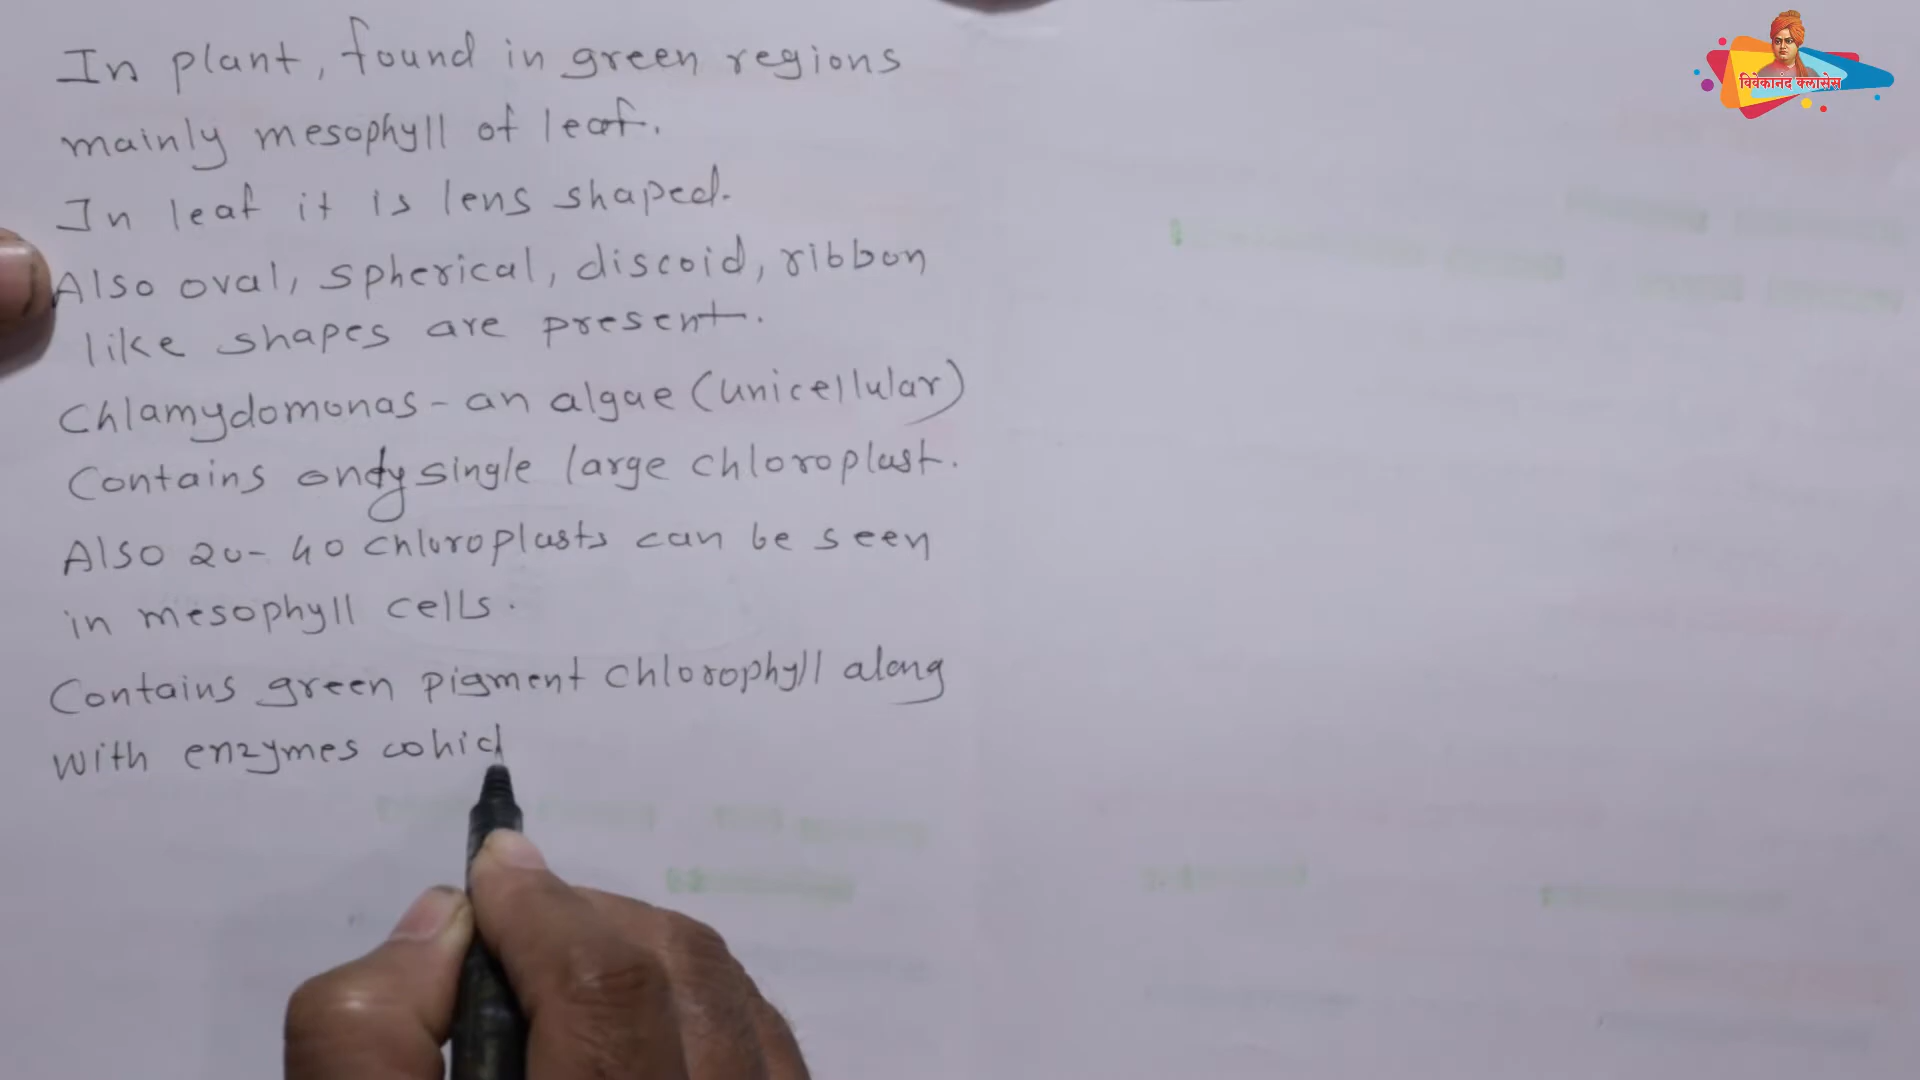 In plant, found in green regions
mainly mesophyll of leaf.
In leaf it is lens shaped.
Also oval, spherical, discoid, ribbon
like shapes are present.
Chlamydomonas - an algae (unicellular)
Contains only single large chloroplast.
Also 20-40 chloroplasts can be seen
in mesophyll cells.
Contains green pigment chlorophyll along
with enzymes which
विवेकानंद क्लासेस